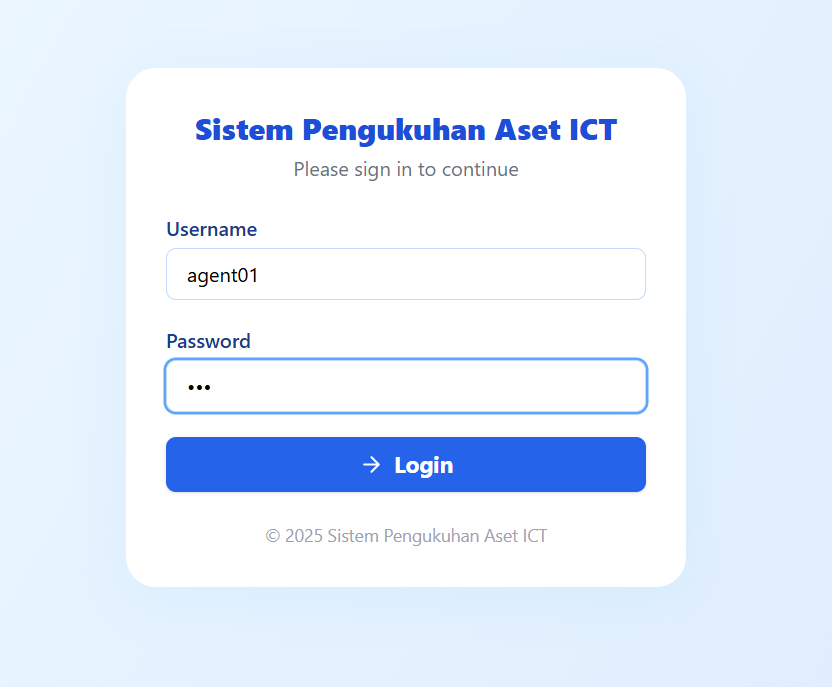 Sistem Pengukuhan Aset ICT
Please sign in to continue
Username
agent01
Password
•••
→ Login
© 2025 Sistem Pengukuhan Aset ICT